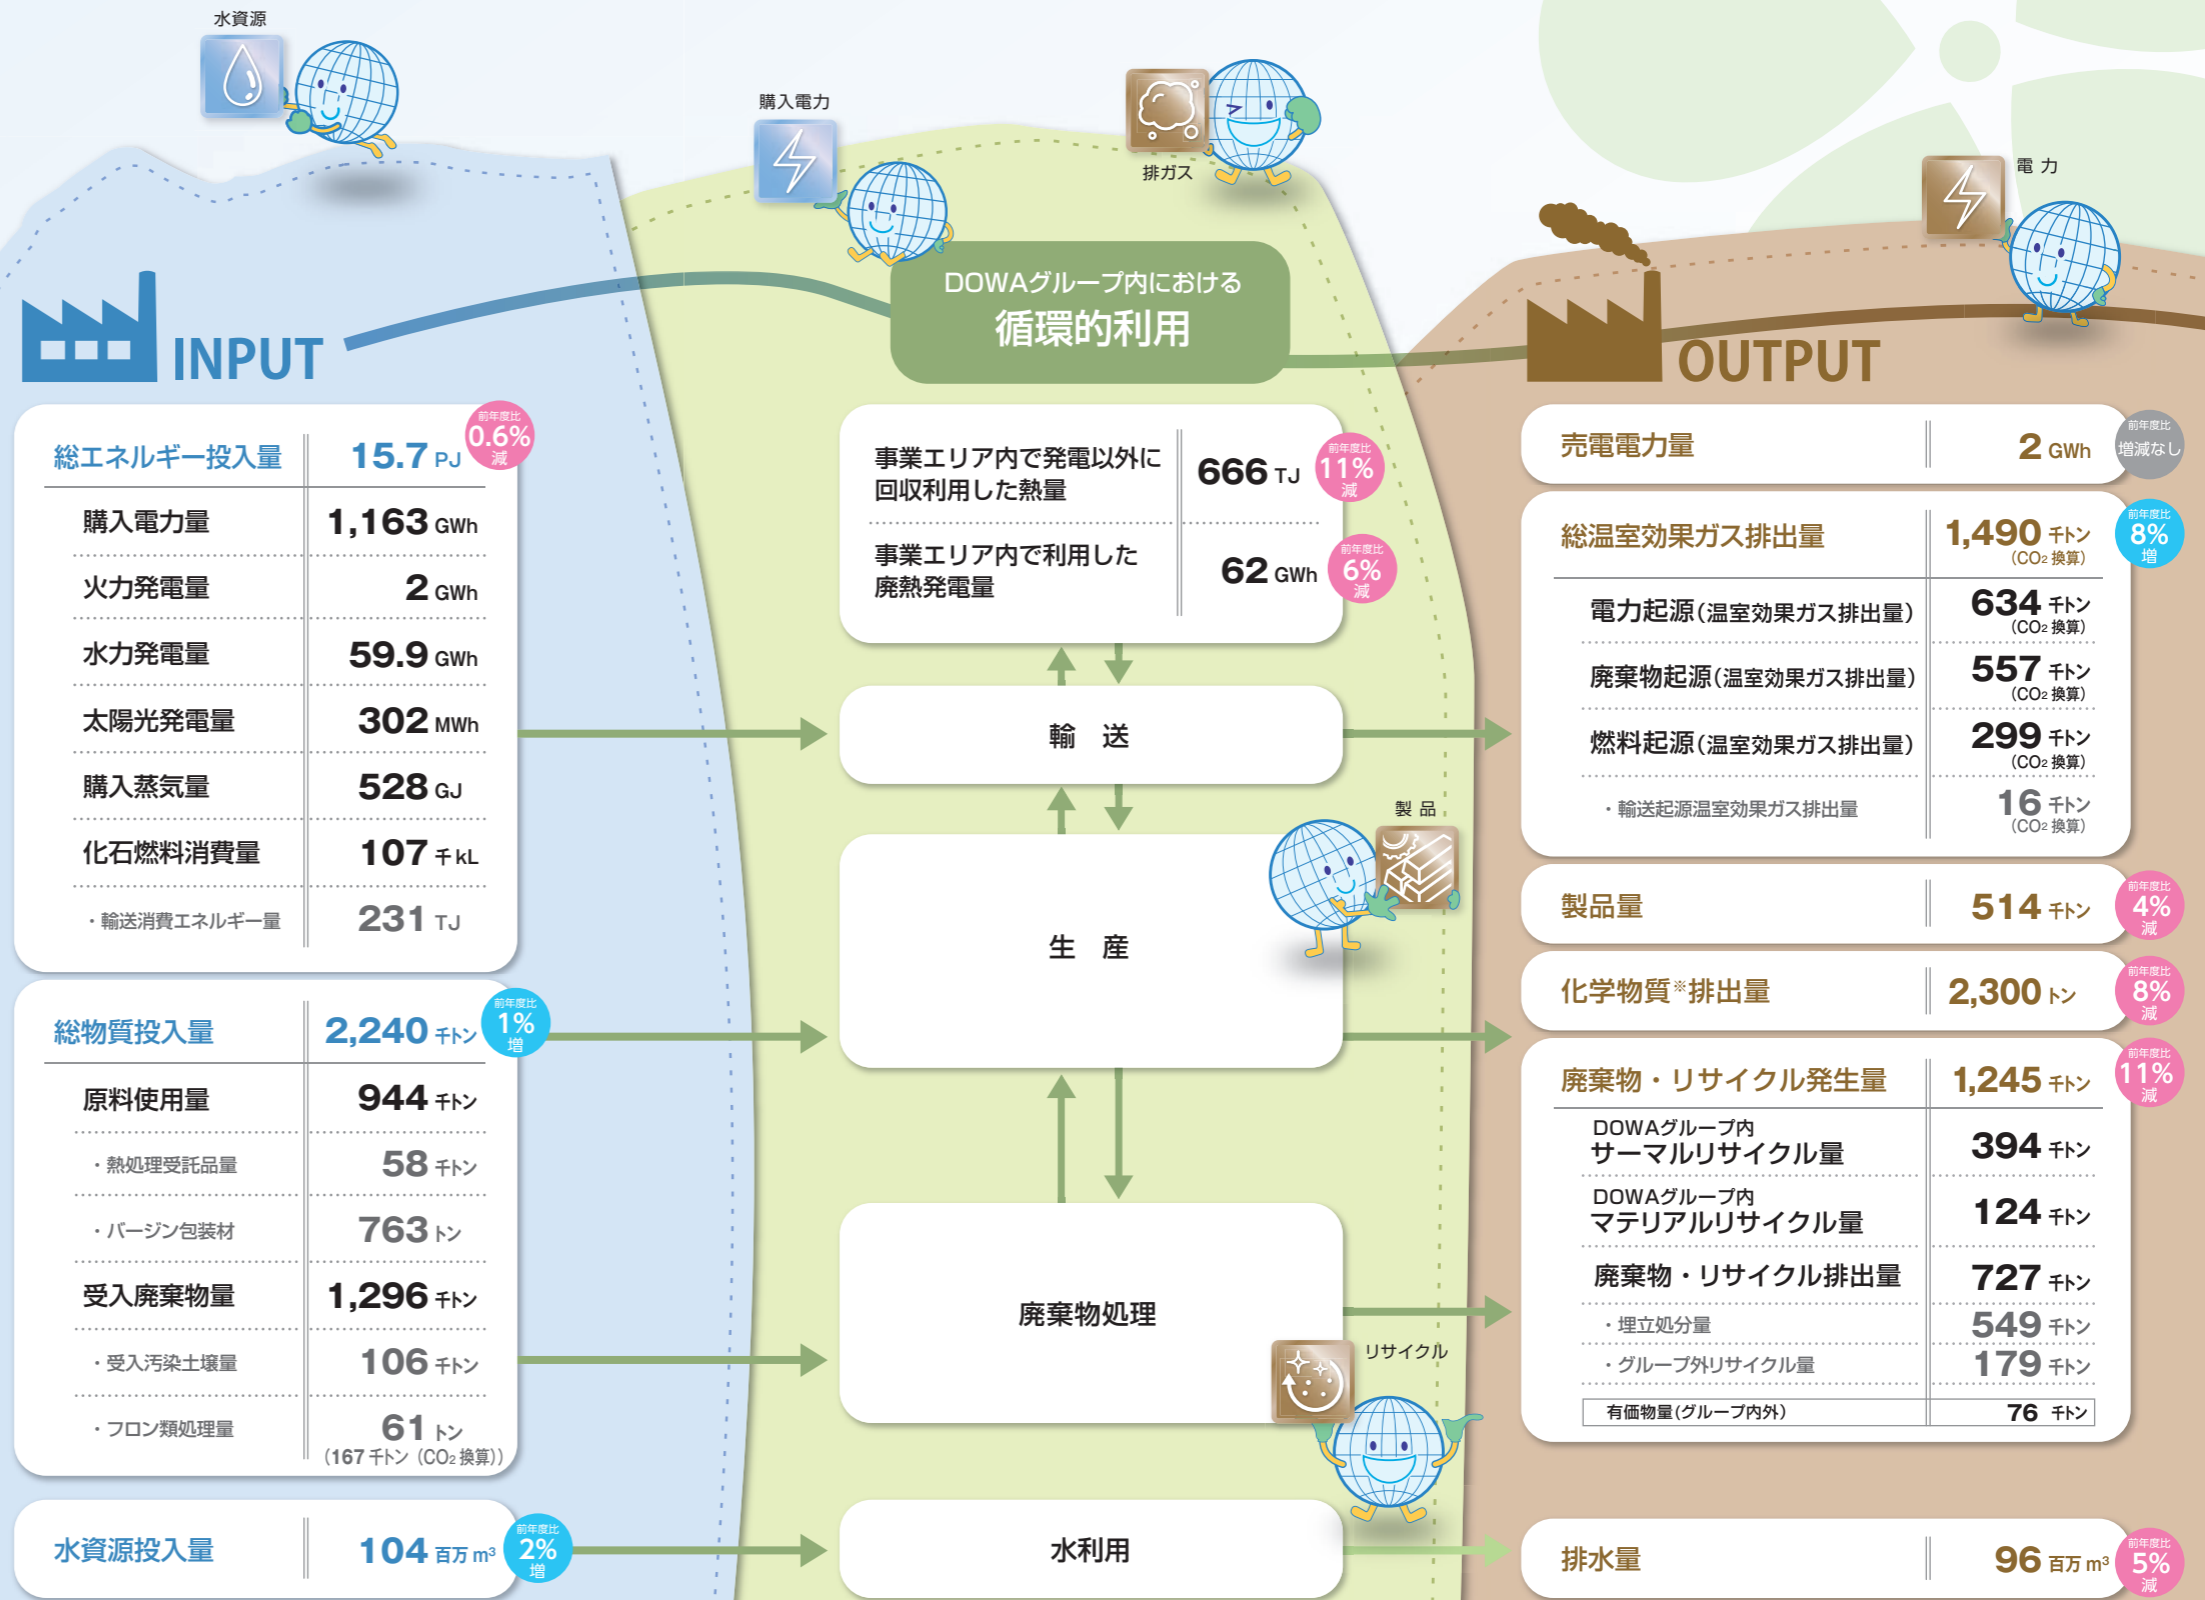 水資源
購入電力
排ガス
電 力
INPUT
DOWAグループ内における
循環的利用
OUTPUT
総エネルギー投入量 15.7 PJ
前年度比
0.6%
減
購入電力量 1,163 GWh
火力発電量 2 GWh
水力発電量 59.9 GWh
太陽光発電量 302 MWh
購入蒸気量 528 GJ
化石燃料消費量 107 千kL
・輸送消費エネルギー量 231 TJ
総物質投入量 2,240 千トン
前年度比
1%
増
原料使用量 944 千トン
・熱処理受託品量 58 千トン
・バージン包装材 763 トン
受入廃棄物量 1,296 千トン
・受入汚染土壌量 106 千トン
・フロン類処理量 61 トン
（167 千トン（CO₂ 換算））
水資源投入量 104 百万 m³
前年度比
2%
増
事業エリア内で発電以外に
回収利用した熱量 666 TJ
前年度比
11%
減
事業エリア内で利用した
廃熱発電量 62 GWh
前年度比
6%
減
輸 送
製 品
生 産
廃棄物処理
リサイクル
水利用
売電電力量 2 GWh
前年度比
増減なし
総温室効果ガス排出量 1,490 千トン
（CO₂ 換算）
前年度比
8%
増
電力起源（温室効果ガス排出量） 634 千トン
（CO₂ 換算）
廃棄物起源（温室効果ガス排出量） 557 千トン
（CO₂ 換算）
燃料起源（温室効果ガス排出量） 299 千トン
（CO₂ 換算）
・輸送起源温室効果ガス排出量 16 千トン
（CO₂ 換算）
製品量 514 千トン
前年度比
4%
減
化学物質※排出量 2,300 トン
前年度比
8%
減
廃棄物・リサイクル発生量 1,245 千トン
前年度比
11%
減
DOWAグループ内
サーマルリサイクル量 394 千トン
DOWAグループ内
マテリアルリサイクル量 124 千トン
廃棄物・リサイクル排出量 727 千トン
・埋立処分量 549 千トン
・グループ外リサイクル量 179 千トン
有価物量(グループ内外) 76 千トン
排水量 96 百万 m³
前年度比
5%
減